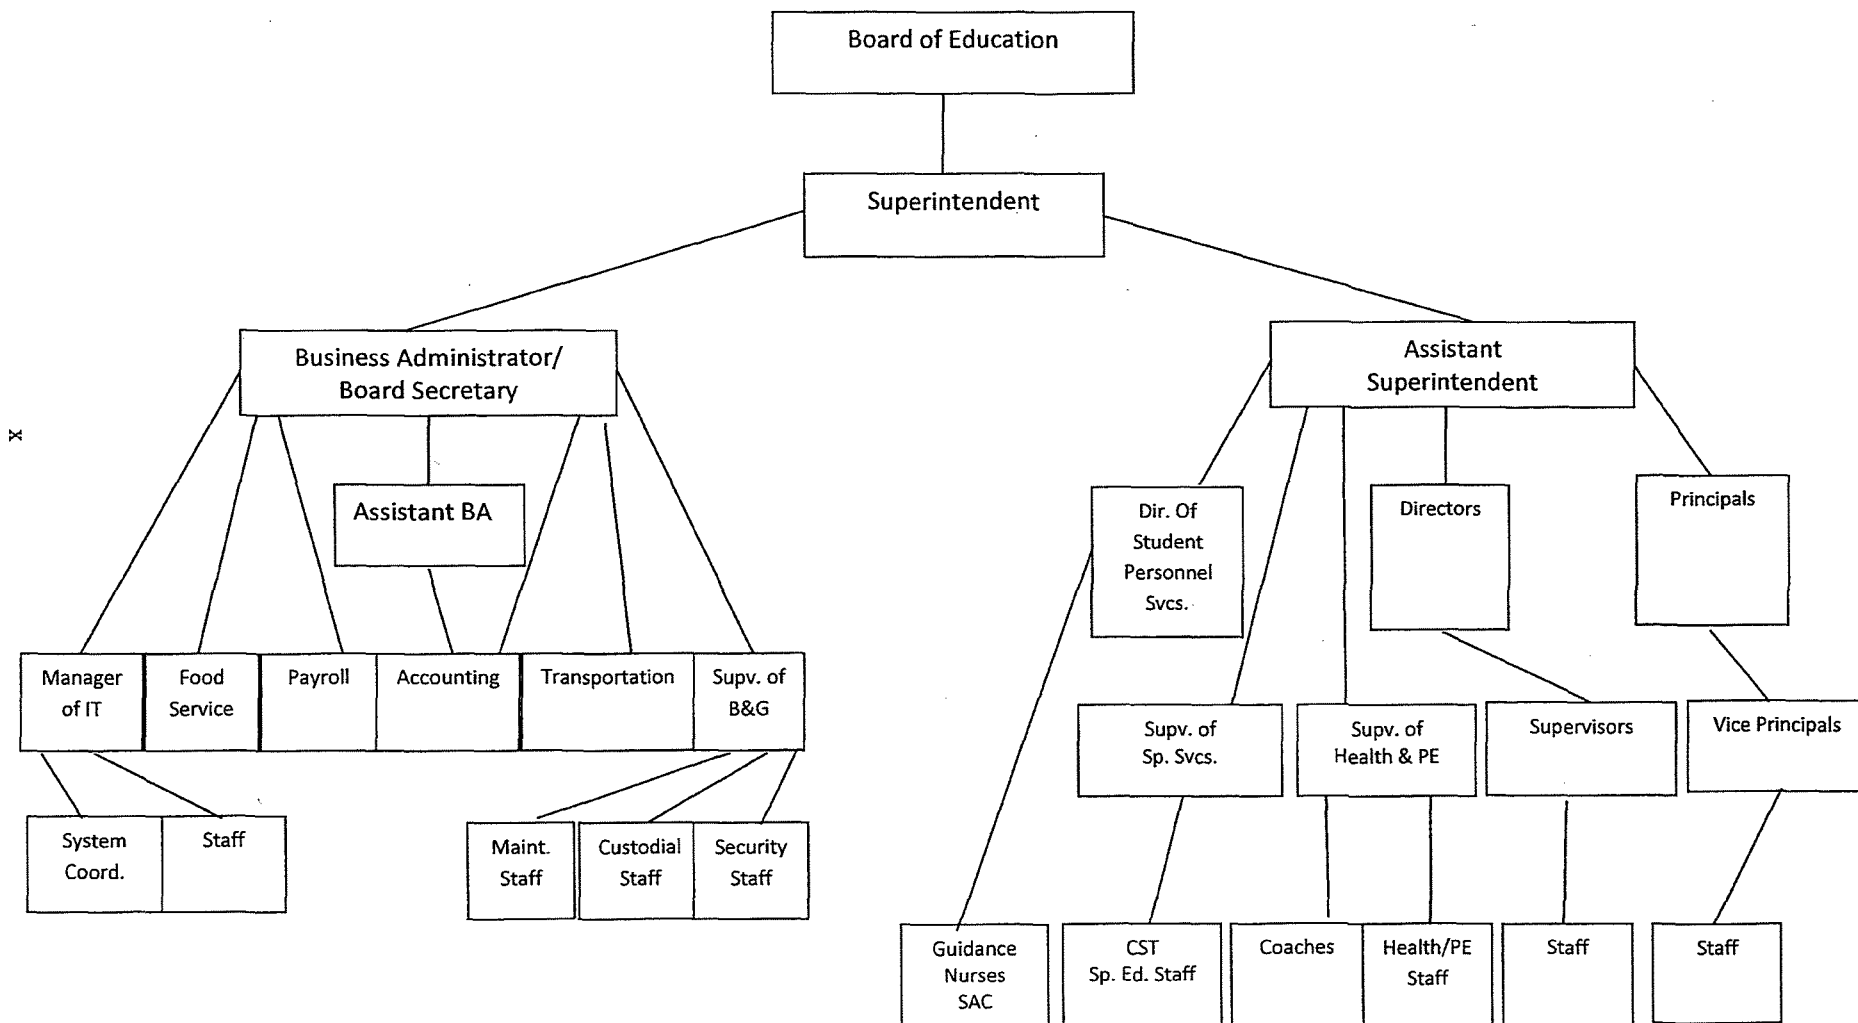 Board of Education
Superintendent
Business Administrator/
Board Secretary
Assistant
Superintendent
x
Assistant BA
Dir. Of
Student
Personnel
Svcs.
Directors
Principals
Manager
of IT
Food
Service
Payroll
Accounting
Transportation
Supv. of
B&G
Supv. of
Sp. Svcs.
Supv. of
Health & PE
Supervisors
Vice Principals
System
Coord.
Staff
Maint.
Staff
Custodial
Staff
Security
Staff
Guidance
Nurses
SAC
CST
Sp. Ed. Staff
Coaches
Health/PE
Staff
Staff
Staff